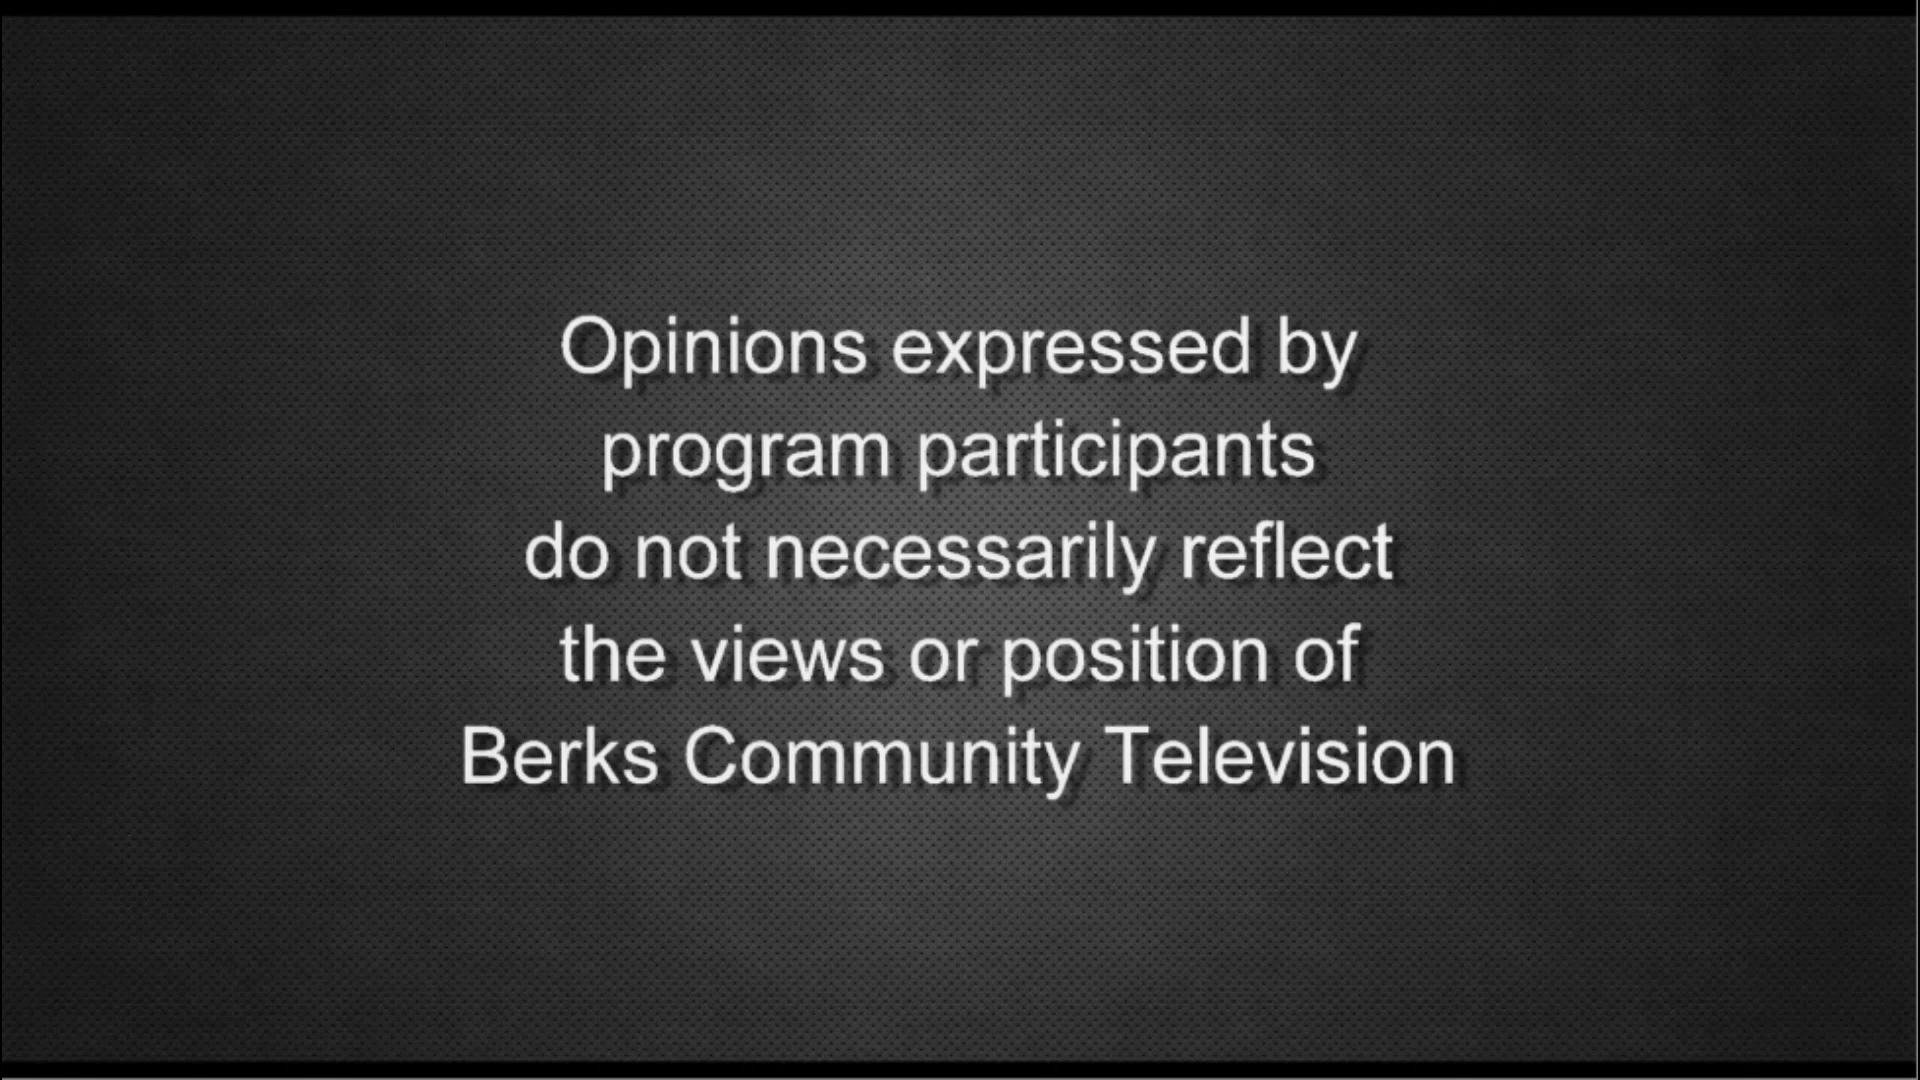 Opinions expressed by
program participants
do not necessarily reflect
the views or position of
Berks Community Television